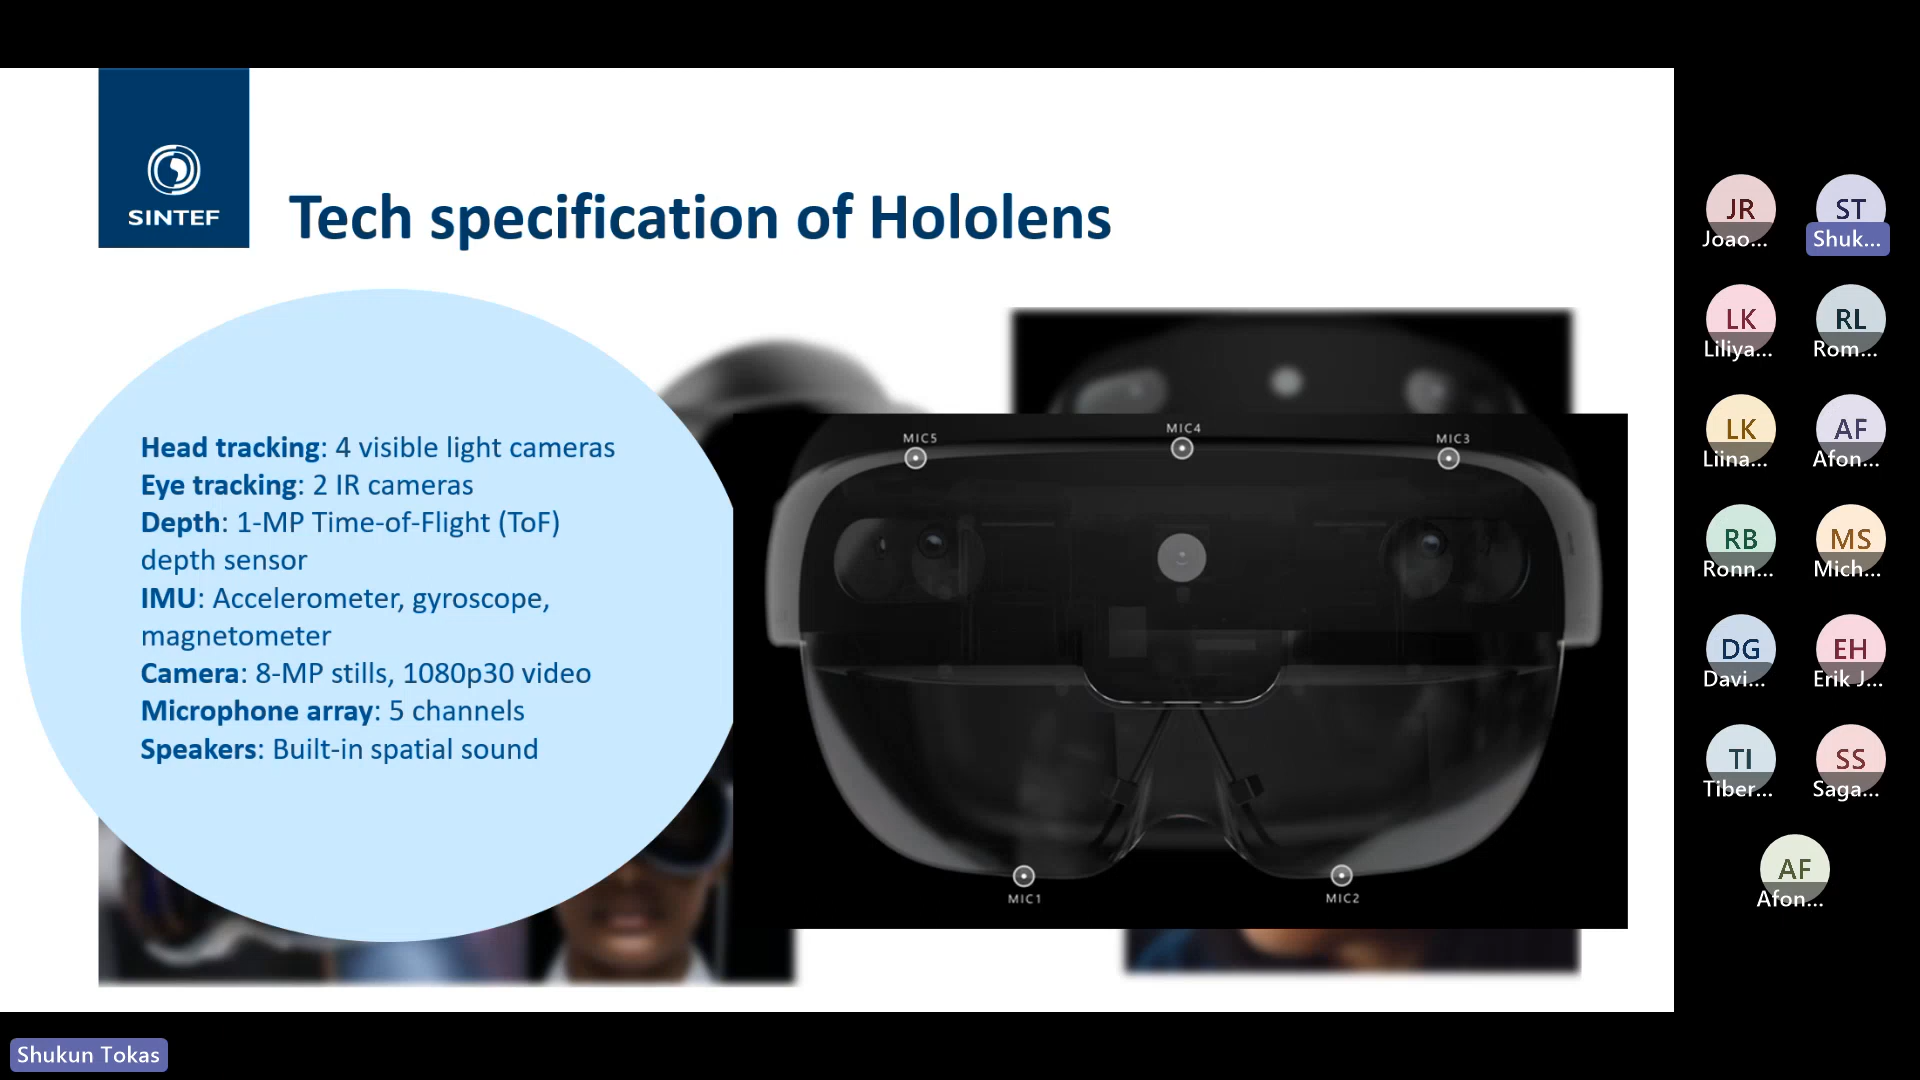 SINTEF
Tech specification of Hololens
Head tracking: 4 visible light cameras
Eye tracking: 2 IR cameras
Depth: 1-MP Time-of-Flight (ToF)
depth sensor
IMU: Accelerometer, gyroscope,
magnetometer
Camera: 8-MP stills, 1080p30 video
Microphone array: 5 channels
Speakers: Built-in spatial sound
MIC5
MIC4
MIC3
MIC1
MIC2
JR
Joao...
ST
Shuk...
LK
Liliya...
RL
Rom...
LK
Liina...
AF
Afon...
RB
Ronn...
MS
Mich...
DG
Davi...
EH
Erik J...
TI
Tiber...
SS
Saga...
AF
Afon...
Shukun Tokas